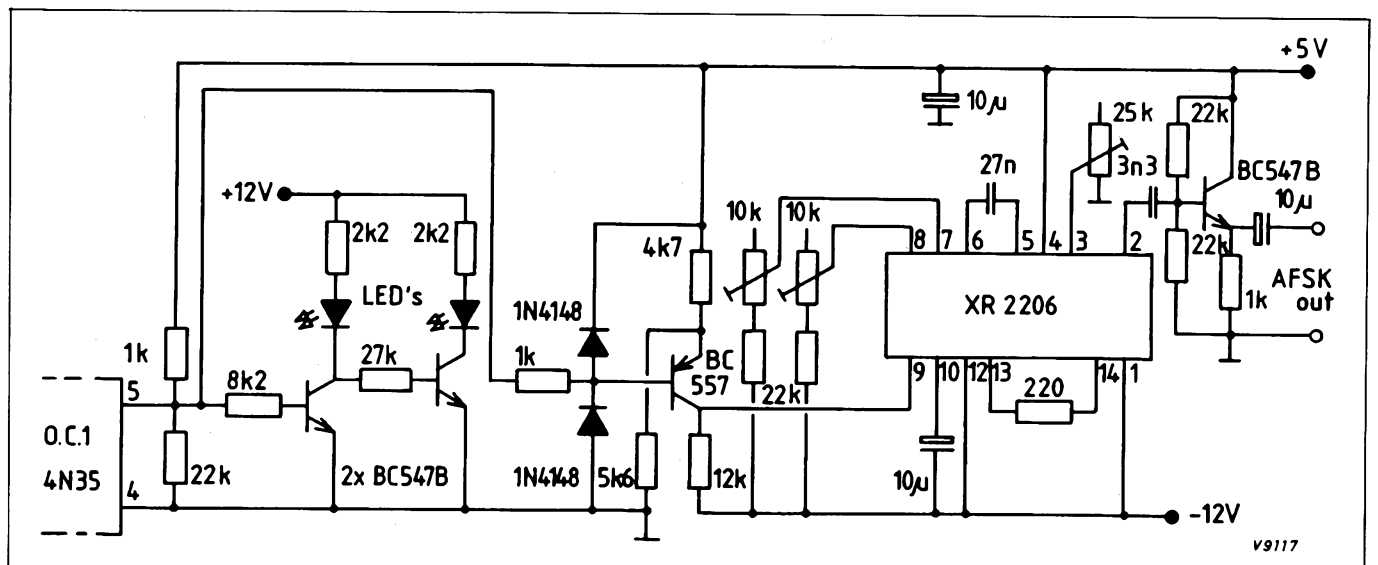 +5V
10µ
25k
22k
3n3
BC547B
10µ
27n
+12V
10k
10k
2k2
2k2
4k7
8
7
6
5
4
3
2
22k
LED's
XR 2206
AFSK
out
1k
1N4148
1k
27k
1k
BC
557
5
8k2
22k
9
10
12
13
14
1
220
O.C.1
4N35
4
22k
2x BC547B
1N4148
5k6
12k
10µ
-12V
V9117